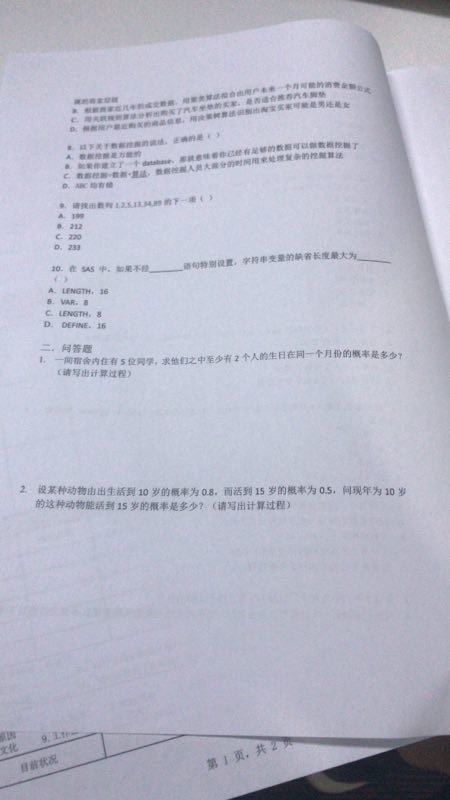 B. 根据商家近几年的成交数据，用聚类算法拟合出用户未来一个月可能的消费金额公式
C. 用关联规则算法分析出购买了汽车坐垫的买家，是否适合推荐汽车脚垫
D. 根据用户最近购买的商品信息，用决策树算法识别出淘宝买家可能是男还是女
8. 以下关于数据挖掘的说法，正确的是（ ）
A. 数据挖掘是万能的
B. 如果你建立了一个 database，那就意味着你已经有足够的数据可以做数据挖掘了
C. 数据挖掘=数据+算法，数据挖掘人员大部分的时间用来处理复杂的挖掘算法
D. ABC 均有错
9. 请找出数列 1,2,5,13,34,89 的下一项（ ）
A. 199
B. 212
C. 220
D. 233
10. 在 SAS 中，如果不经_______语句特别设置，字符串变量的缺省长度最大为_______
（ ）
A. LENGTH， 16
B. VAR， 8
C. LENGTH， 8
D. DEFINE， 16
二、问答题
1. 一间宿舍内住有 5 位同学，求他们之中至少有 2 个人的生日在同一个月份的概率是多少？
（请写出计算过程）
2. 设某种动物由出生活到 10 岁的概率为 0.8，而活到 15 岁的概率为 0.5，问现年为 10 岁
的这种动物能活到 15 岁的概率是多少？（请写出计算过程）
原因
文化
目前状况
第 1 页，共 2 页